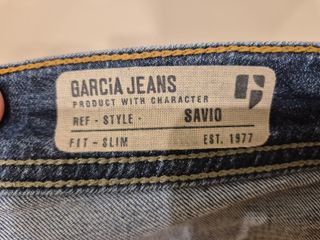 GARCIA JEANS
PRODUCT WITH CHARACTER
REF - STYLE - SAVIO
FIT - SLIM EST. 1977